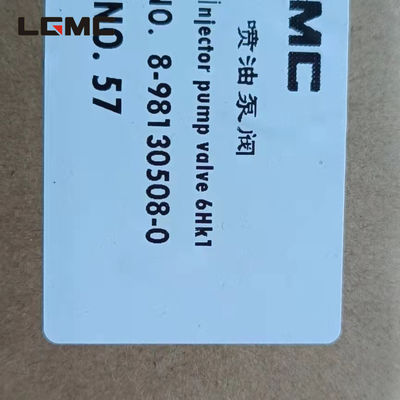 LGMC
MC
喷油泵阀
injector pump valve 6Hk1
NO. 8-98130508-0
NO. 57